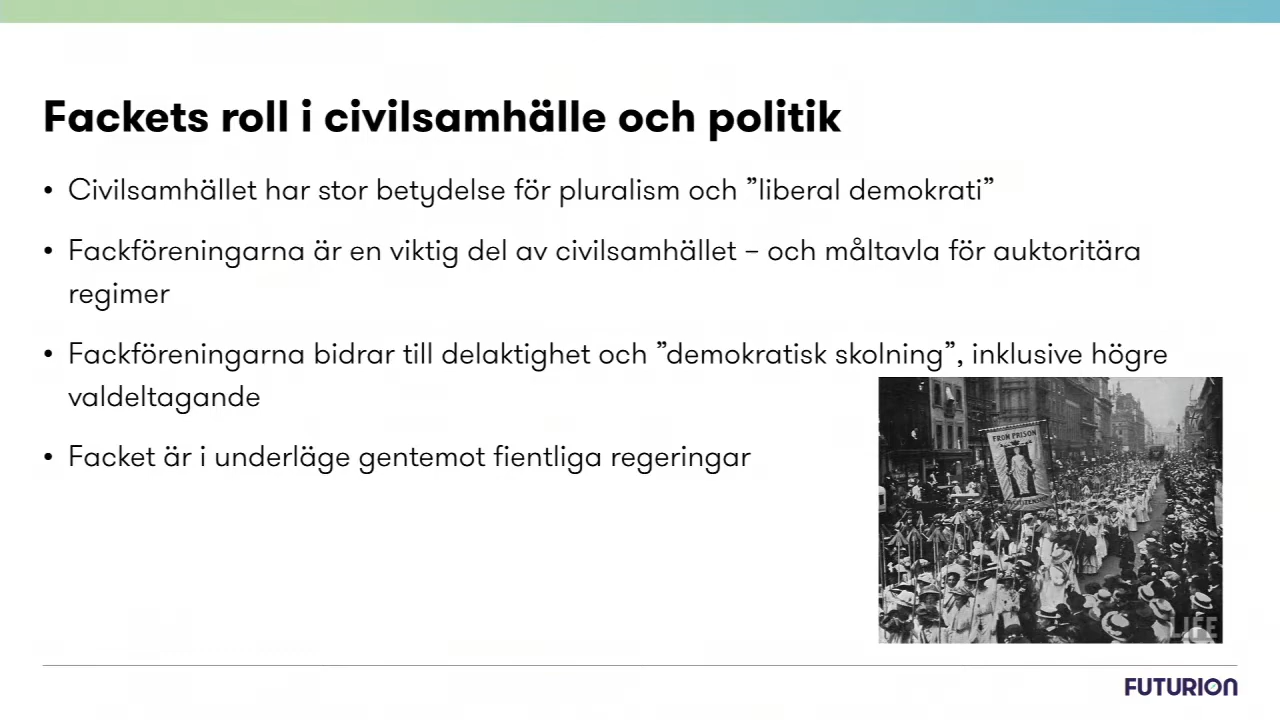 Fackets roll i civilsamhälle och politik
• Civilsamhället har stor betydelse för pluralism och ”liberal demokrati”
• Fackföreningarna är en viktig del av civilsamhället – och måltavla för auktoritära
regimer
• Fackföreningarna bidrar till delaktighet och ”demokratisk skolning”, inklusive högre
valdeltagande
• Facket är i underläge gentemot fientliga regeringar
FROM PRISON
LIFE
FUTURION